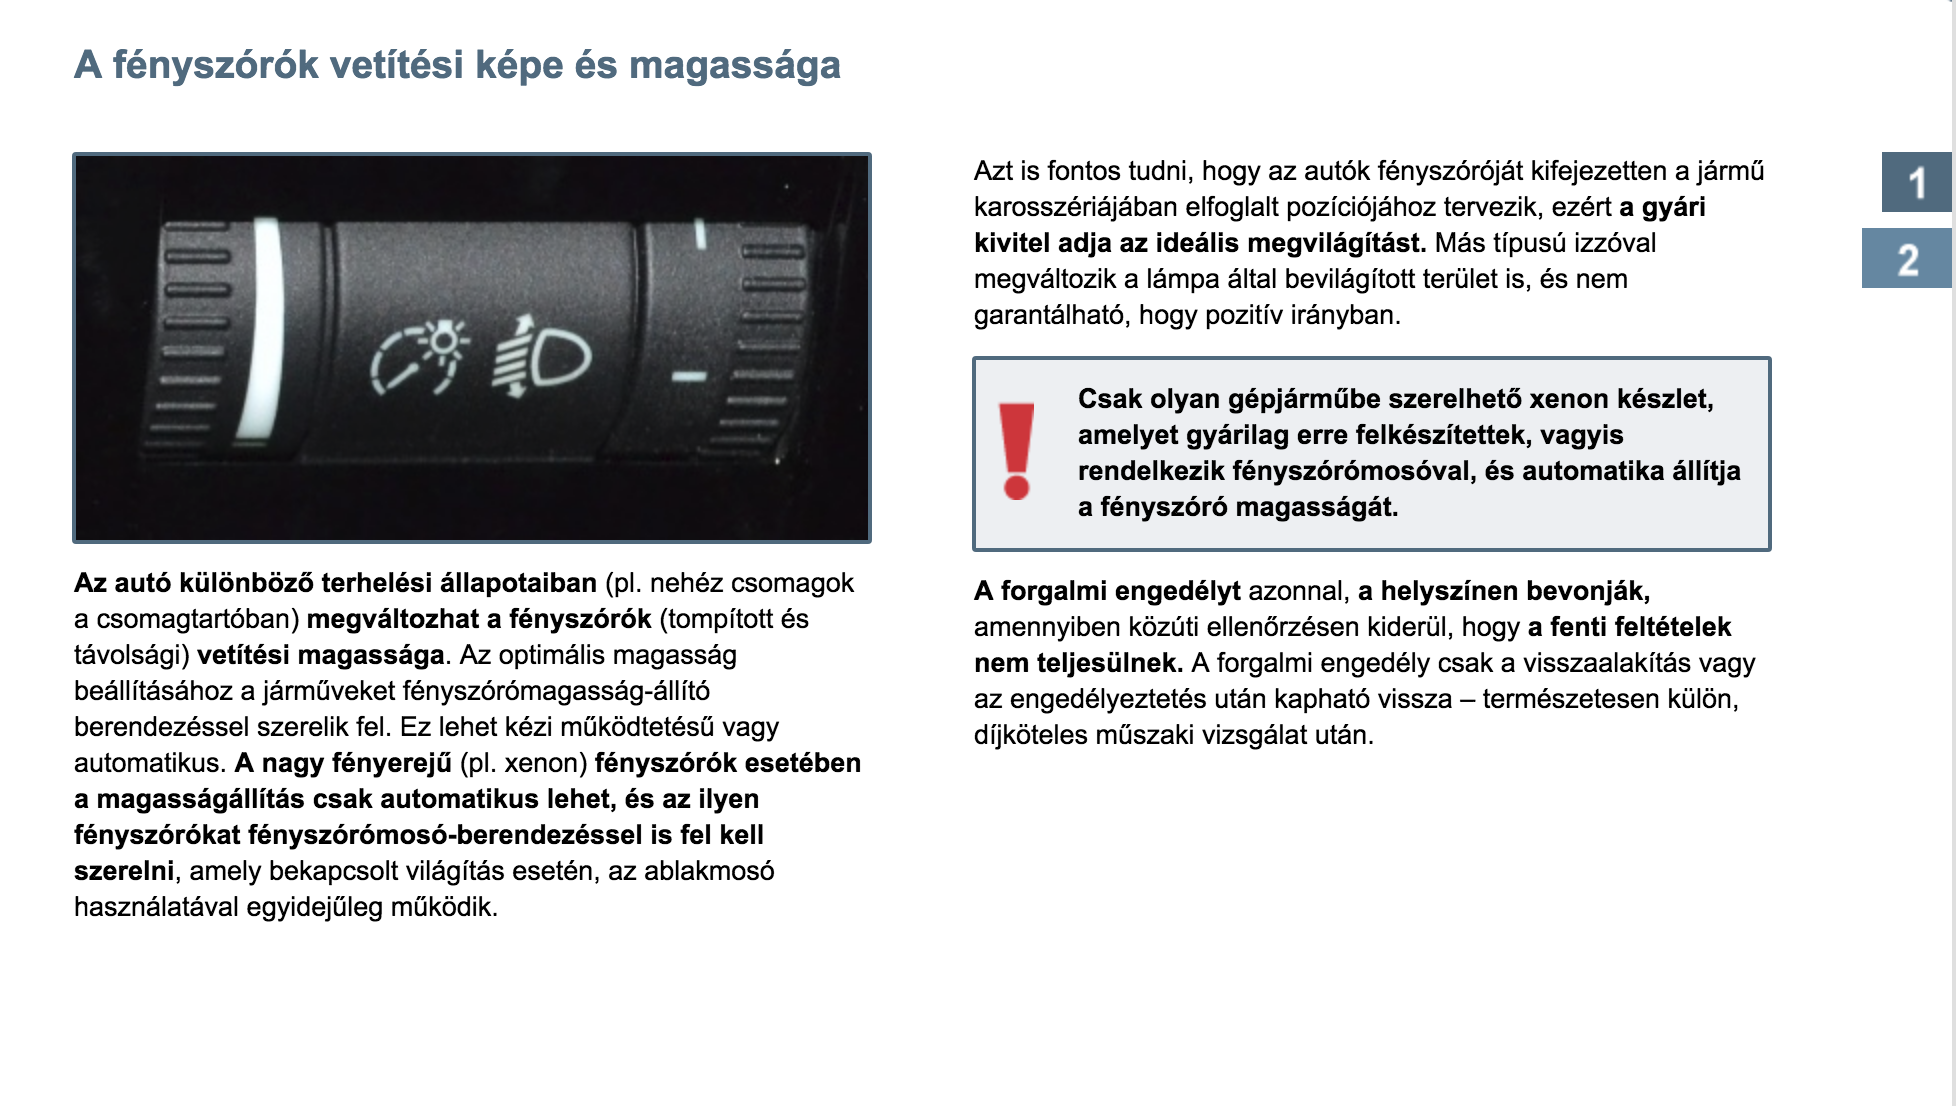 A fényszórók vetítési képe és magassága
Az autó különböző terhelési állapotaiban (pl. nehéz csomagok
a csomagtartóban) megváltozhat a fényszórók (tompított és
távolsági) vetítési magassága. Az optimális magasság
beállításához a járműveket fényszórómagasság-állító
berendezéssel szerelik fel. Ez lehet kézi működtetésű vagy
automatikus. A nagy fényerejű (pl. xenon) fényszórók esetében
a magasságállítás csak automatikus lehet, és az ilyen
fényszórókat fényszórómosó-berendezéssel is fel kell
szerelni, amely bekapcsolt világítás esetén, az ablakmosó
használatával egyidejűleg működik.
Azt is fontos tudni, hogy az autók fényszóróját kifejezetten a jármű
karosszériájában elfoglalt pozíciójához tervezik, ezért a gyári
kivitel adja az ideális megvilágítást. Más típusú izzóval
megváltozik a lámpa által bevilágított terület is, és nem
garantálható, hogy pozitív irányban.
Csak olyan gépjárműbe szerelhető xenon készlet,
amelyet gyárilag erre felkészítettek, vagyis
rendelkezik fényszórómosóval, és automatika állítja
a fényszóró magasságát.
A forgalmi engedélyt azonnal, a helyszínen bevonják,
amennyiben közúti ellenőrzésen kiderül, hogy a fenti feltételek
nem teljesülnek. A forgalmi engedély csak a visszaalakítás vagy
az engedélyeztetés után kapható vissza – természetesen külön,
díjköteles műszaki vizsgálat után.
1
2